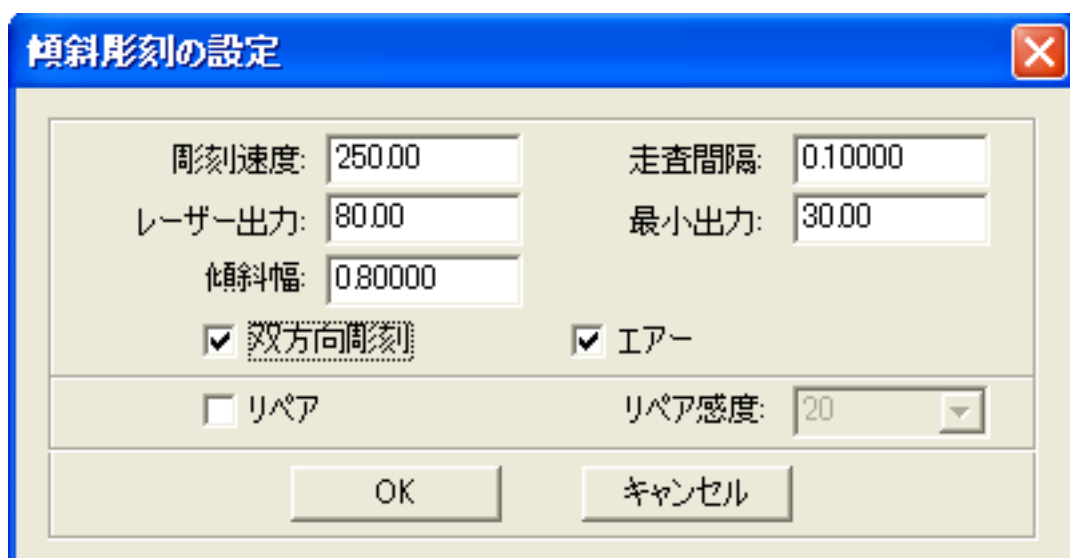 傾斜彫刻の設定
彫刻速度: 250.00 走査間隔: 0.10000
レーザー出力: 80.00 最小出力: 30.00
傾斜幅: 0.80000
双方向彫刻 エアー
リペア リペア感度: 20
OK キャンセル